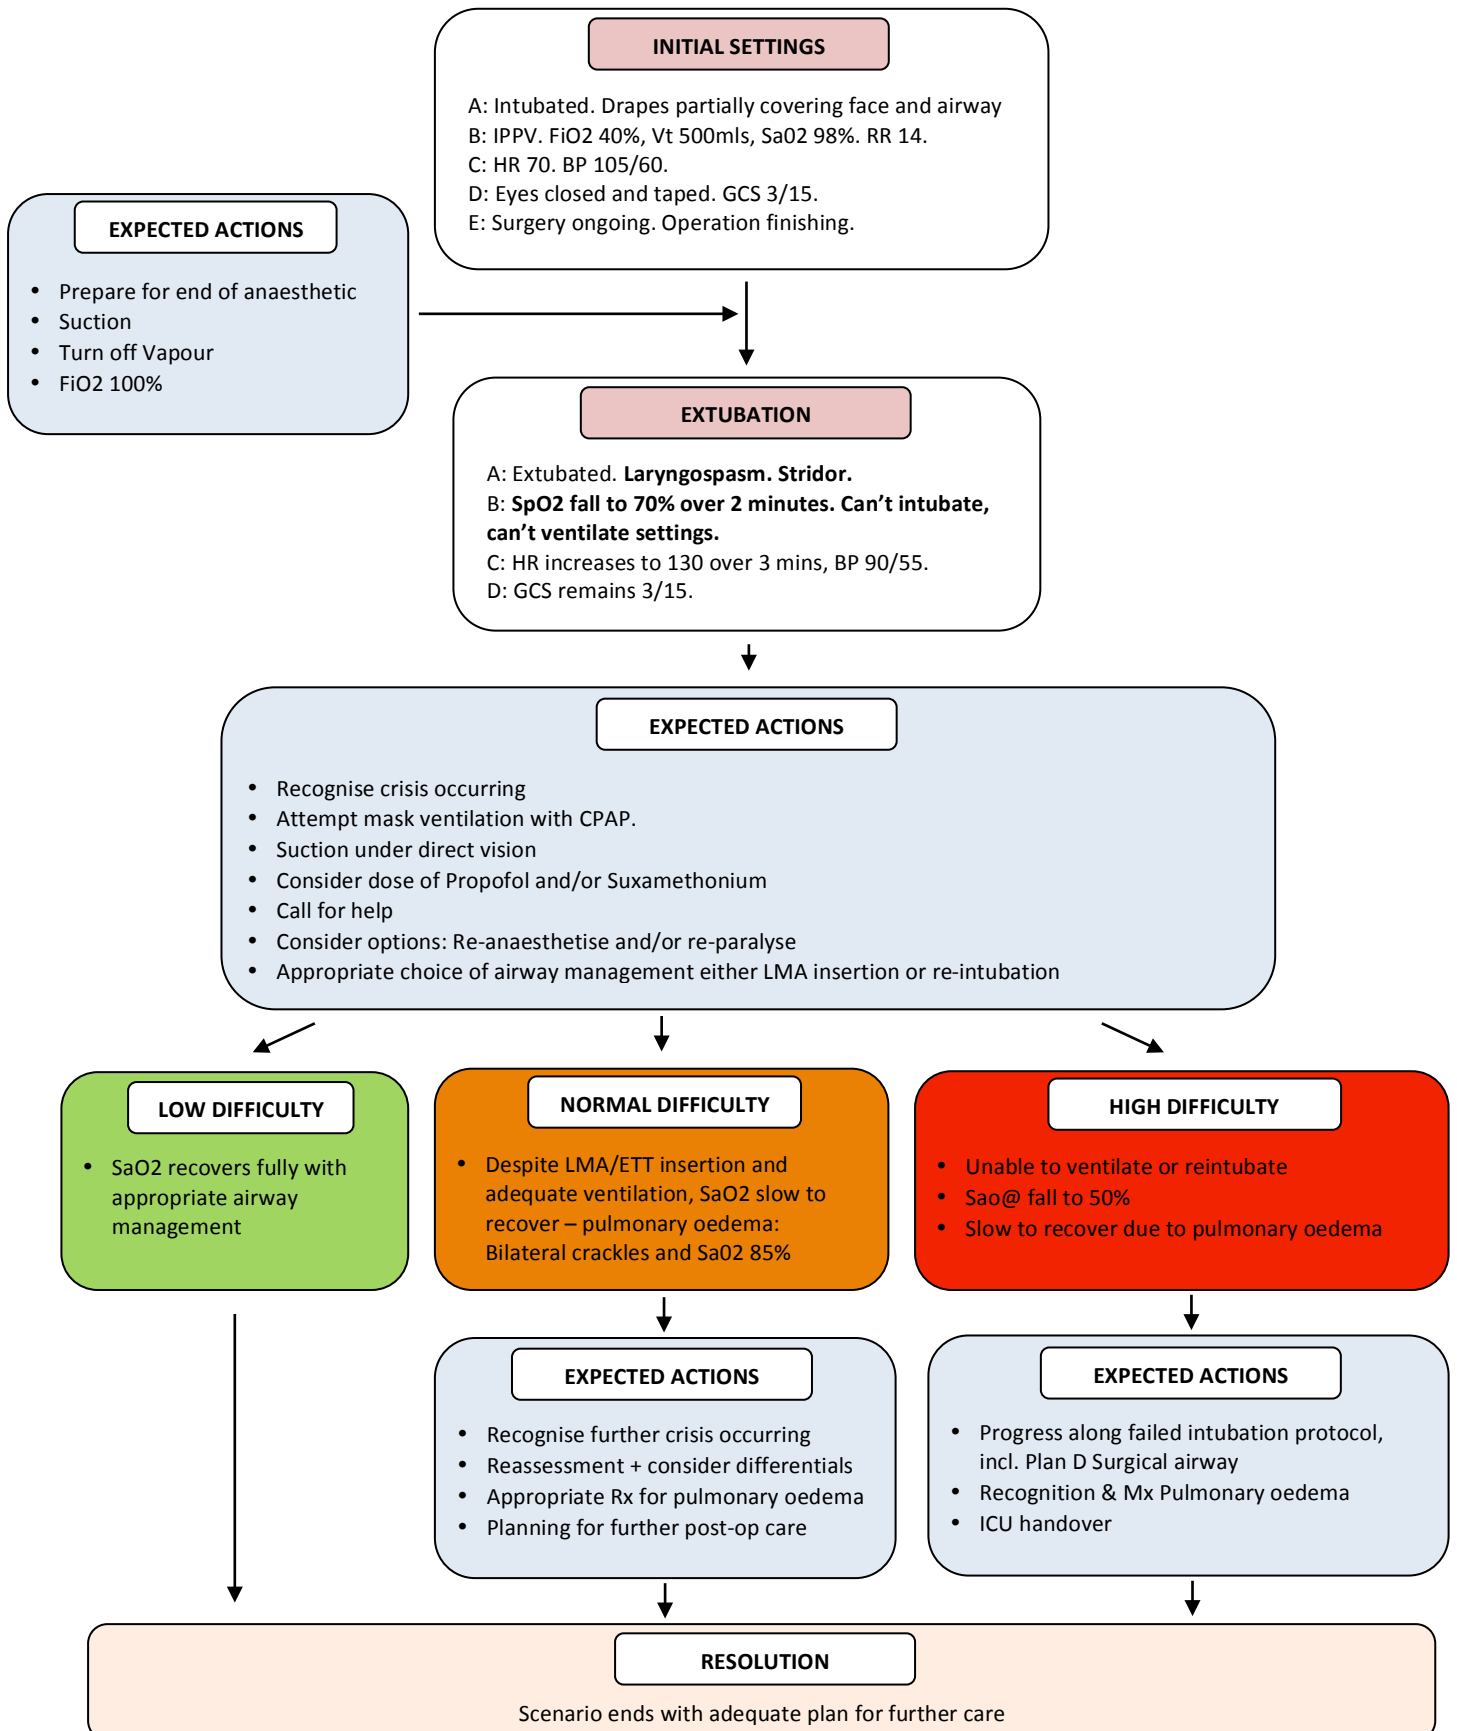 INITIAL SETTINGS
A: Intubated. Drapes partially covering face and airway
B: IPPV. FiO2 40%, Vt 500mls, Sa02 98%. RR 14.
C: HR 70. BP 105/60.
D: Eyes closed and taped. GCS 3/15.
E: Surgery ongoing. Operation finishing.
EXPECTED ACTIONS
• Prepare for end of anaesthetic
• Suction
• Turn off Vapour
• FiO2 100%
EXTUBATION
A: Extubated. Laryngospasm. Stridor.
B: SpO2 fall to 70% over 2 minutes. Can’t intubate,
can’t ventilate settings.
C: HR increases to 130 over 3 mins, BP 90/55.
D: GCS remains 3/15.
EXPECTED ACTIONS
• Recognise crisis occurring
• Attempt mask ventilation with CPAP.
• Suction under direct vision
• Consider dose of Propofol and/or Suxamethonium
• Call for help
• Consider options: Re-anaesthetise and/or re-paralyse
• Appropriate choice of airway management either LMA insertion or re-intubation
LOW DIFFICULTY
• SaO2 recovers fully with
appropriate airway
management
NORMAL DIFFICULTY
• Despite LMA/ETT insertion and
adequate ventilation, SaO2 slow to
recover – pulmonary oedema:
Bilateral crackles and Sa02 85%
HIGH DIFFICULTY
• Unable to ventilate or reintubate
• Sao@ fall to 50%
• Slow to recover due to pulmonary oedema
EXPECTED ACTIONS
• Recognise further crisis occurring
• Reassessment + consider differentials
• Appropriate Rx for pulmonary oedema
• Planning for further post-op care
EXPECTED ACTIONS
• Progress along failed intubation protocol,
incl. Plan D Surgical airway
• Recognition & Mx Pulmonary oedema
• ICU handover
RESOLUTION
Scenario ends with adequate plan for further care